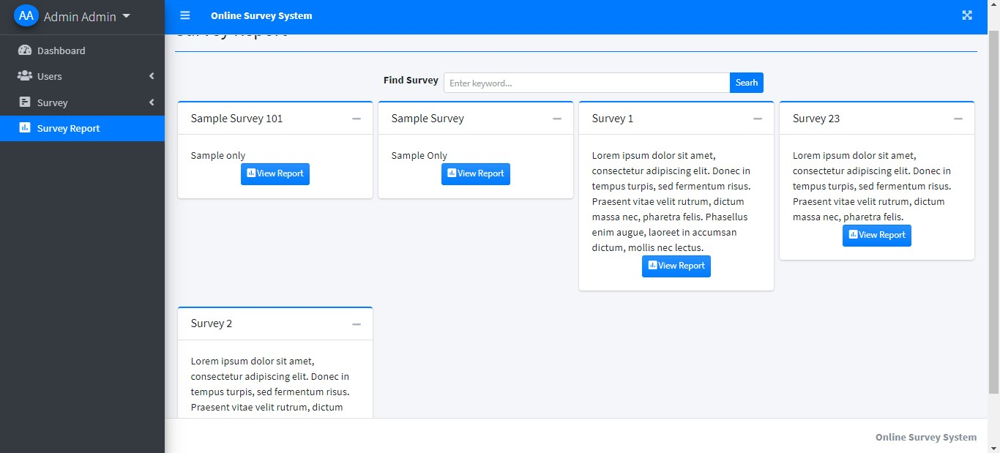 AA Admin Admin
Online Survey System
Dashboard
Users
Survey
Survey Report
Survey Report
Find Survey
Enter keyword...
Searh
Sample Survey 101
Sample only
View Report
Sample Survey
Sample Only
View Report
Survey 1
Lorem ipsum dolor sit amet,
consectetur adipiscing elit. Donec in
tempus turpis, sed fermentum risus.
Praesent vitae velit rutrum, dictum
massa nec, pharetra felis. Phasellus
enim augue, laoreet in accumsan
dictum, mollis nec lectus.
View Report
Survey 23
Lorem ipsum dolor sit amet,
consectetur adipiscing elit. Donec in
tempus turpis, sed fermentum risus.
Praesent vitae velit rutrum, dictum
massa nec, pharetra felis.
View Report
Survey 2
Lorem ipsum dolor sit amet,
consectetur adipiscing elit. Donec in
tempus turpis, sed fermentum risus.
Praesent vitae velit rutrum, dictum
Online Survey System